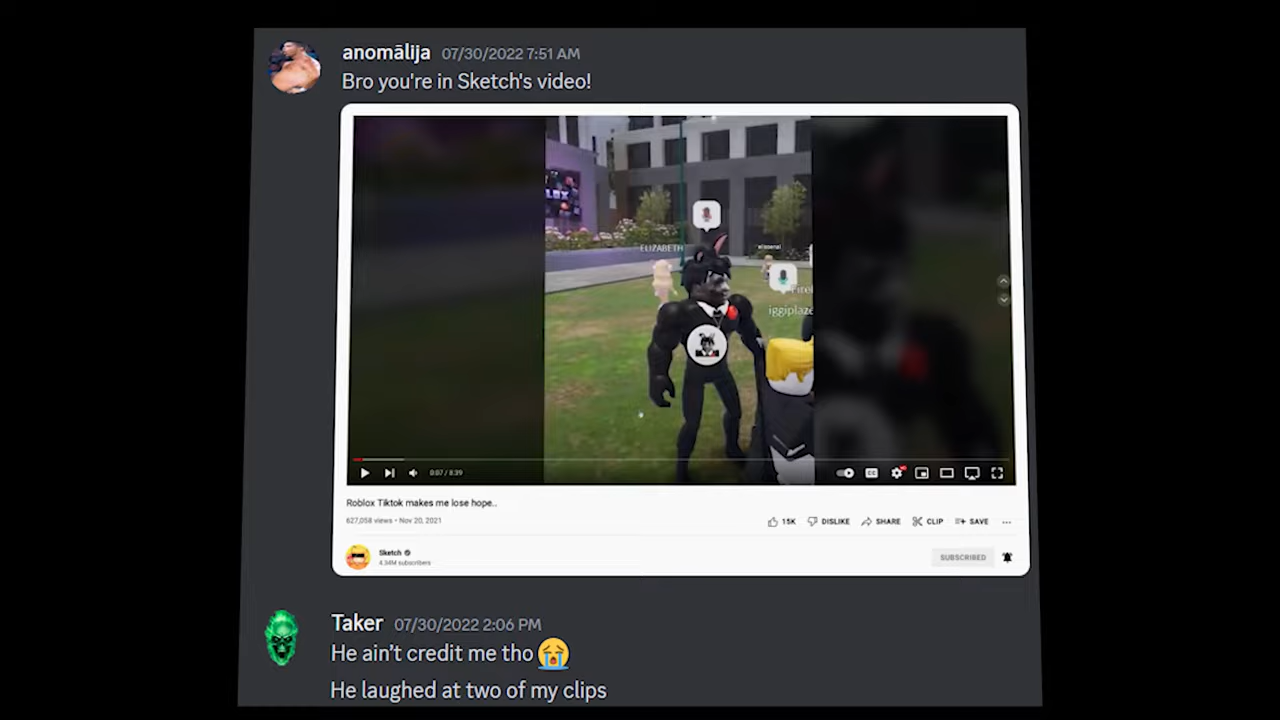 anomālija 07/30/2022 7:51 AM
Bro you're in Sketch's video!
ELIZABETH
iggiplaze
0:07 / 8:39
Roblox Tiktok makes me lose hope..
627,058 views • Nov 20, 2021
15K DISLIKE SHARE CLIP SAVE
Sketch
4.34M subscribers
SUBSCRIBED
Taker 07/30/2022 2:06 PM
He ain't credit me tho
He laughed at two of my clips